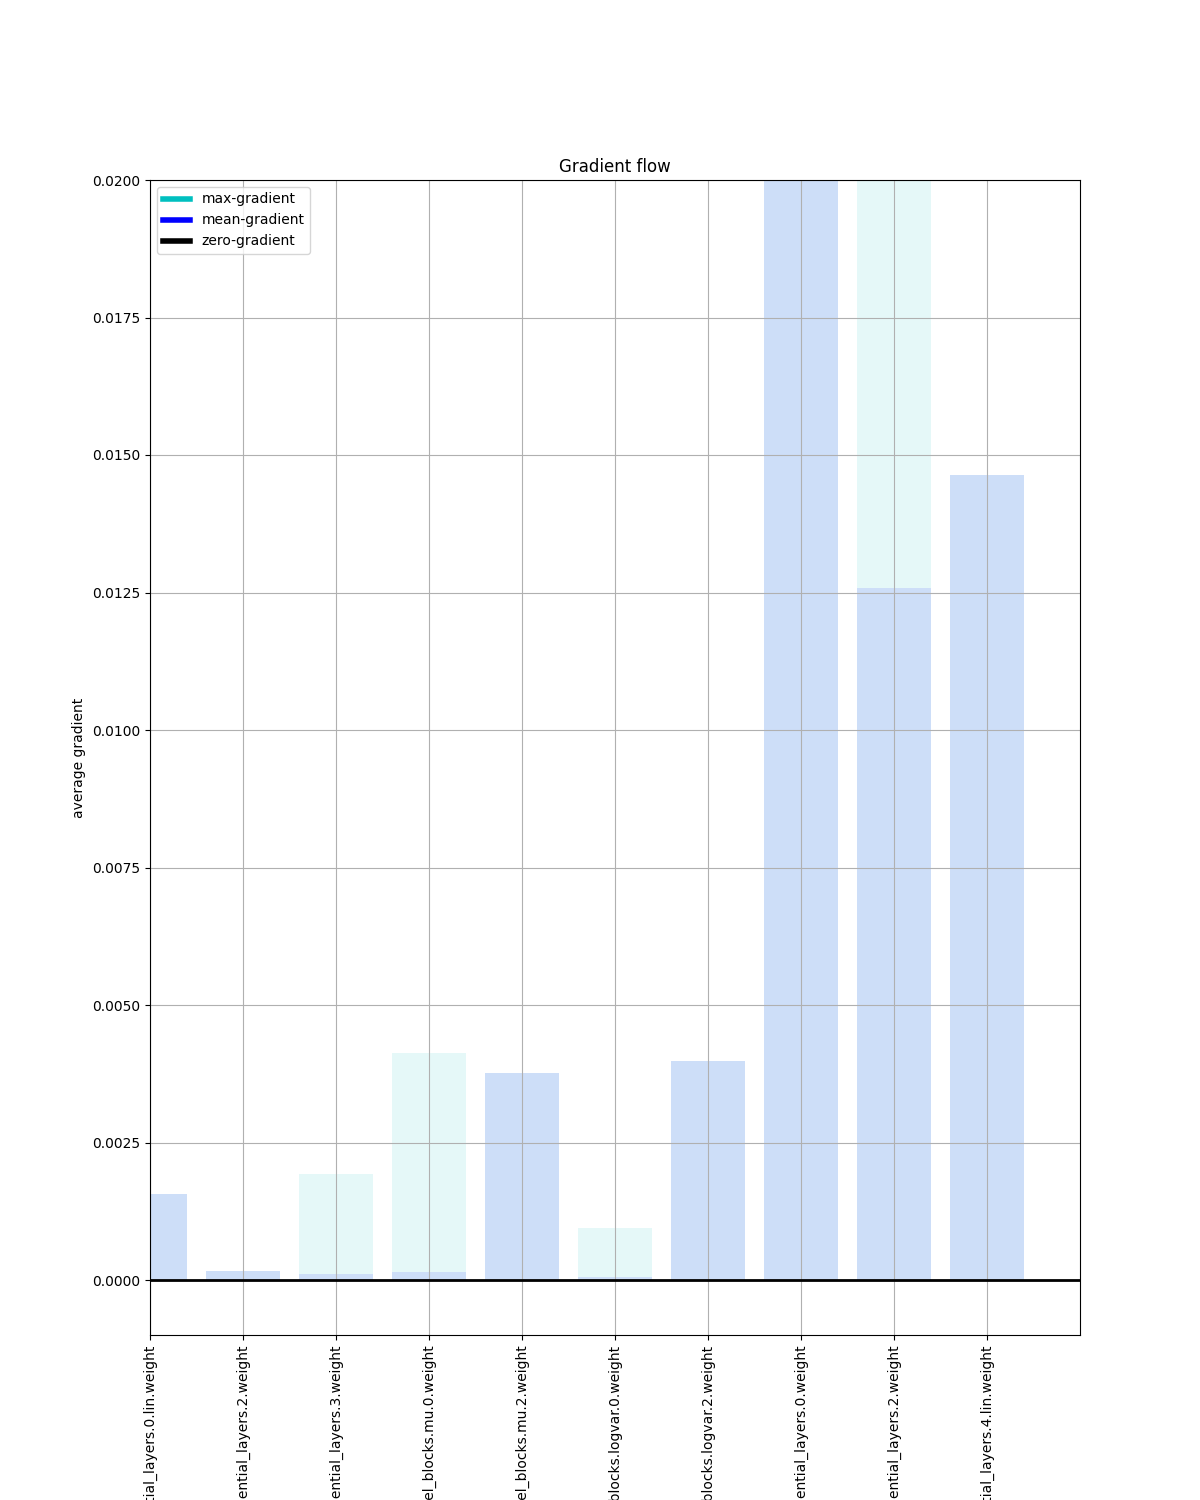 Gradient flow
max-gradient
mean-gradient
zero-gradient
0.0200
0.0175
0.0150
0.0125
0.0100
0.0075
0.0050
0.0025
0.0000
average gradient
tial_layers.0.lin.weight
ential_layers.2.weight
ential_layers.3.weight
el_blocks.mu.0.weight
el_blocks.mu.2.weight
blocks.logvar.0.weight
blocks.logvar.2.weight
ential_layers.0.weight
ential_layers.2.weight
tial_layers.4.lin.weight